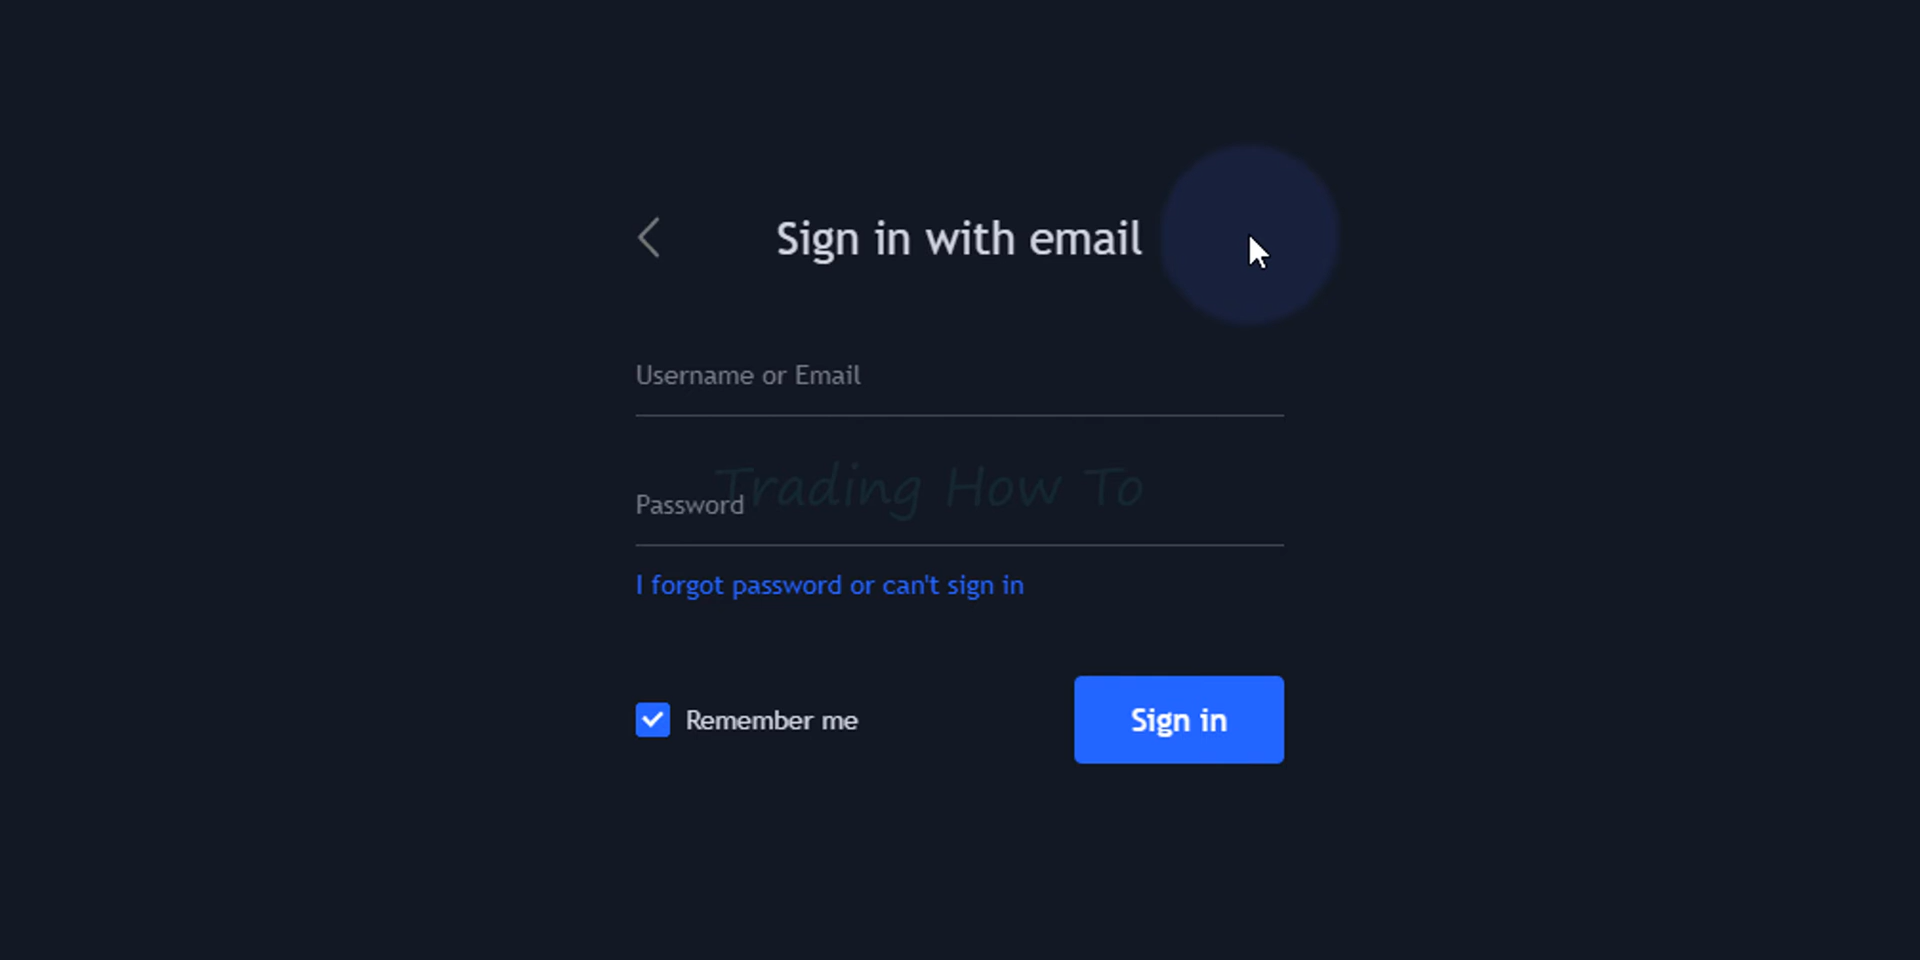 Sign in with email
Username or Email
Trading How To
Password
I forgot password or can't sign in
Remember me
Sign in